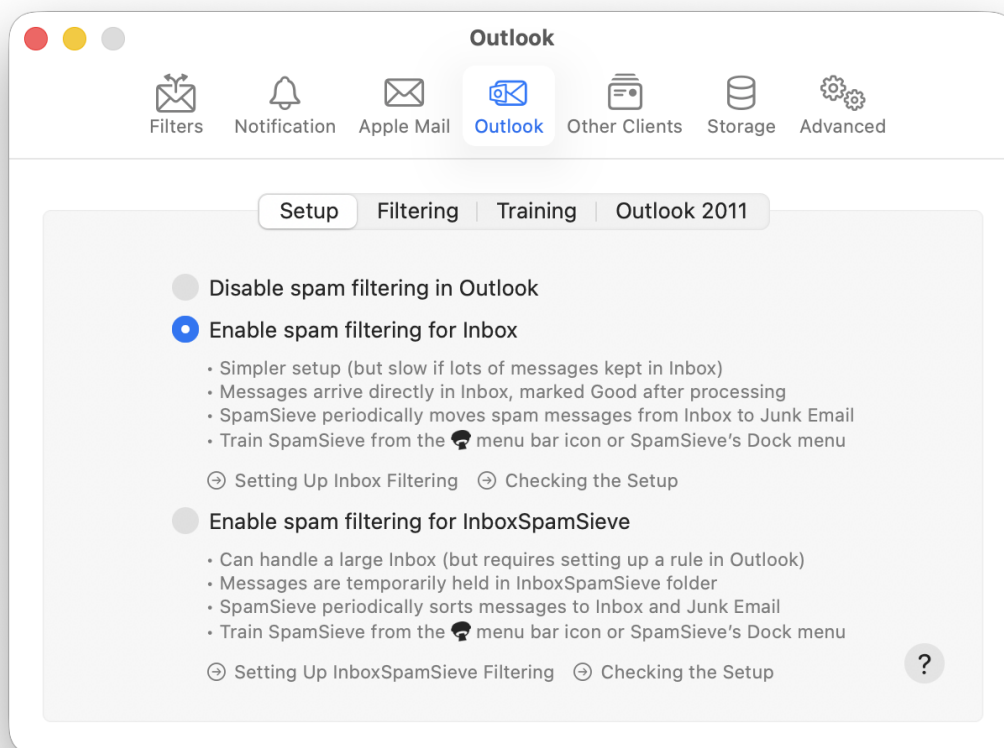 Outlook
Filters Notification Apple Mail Outlook Other Clients Storage Advanced
Setup Filtering Training Outlook 2011
Disable spam filtering in Outlook
Enable spam filtering for Inbox
• Simpler setup (but slow if lots of messages kept in Inbox)
• Messages arrive directly in Inbox, marked Good after processing
• SpamSieve periodically moves spam messages from Inbox to Junk Email
• Train SpamSieve from the menu bar icon or SpamSieve’s Dock menu
Setting Up Inbox Filtering Checking the Setup
Enable spam filtering for InboxSpamSieve
• Can handle a large Inbox (but requires setting up a rule in Outlook)
• Messages are temporarily held in InboxSpamSieve folder
• SpamSieve periodically sorts messages to Inbox and Junk Email
• Train SpamSieve from the menu bar icon or SpamSieve’s Dock menu
Setting Up InboxSpamSieve Filtering Checking the Setup
?